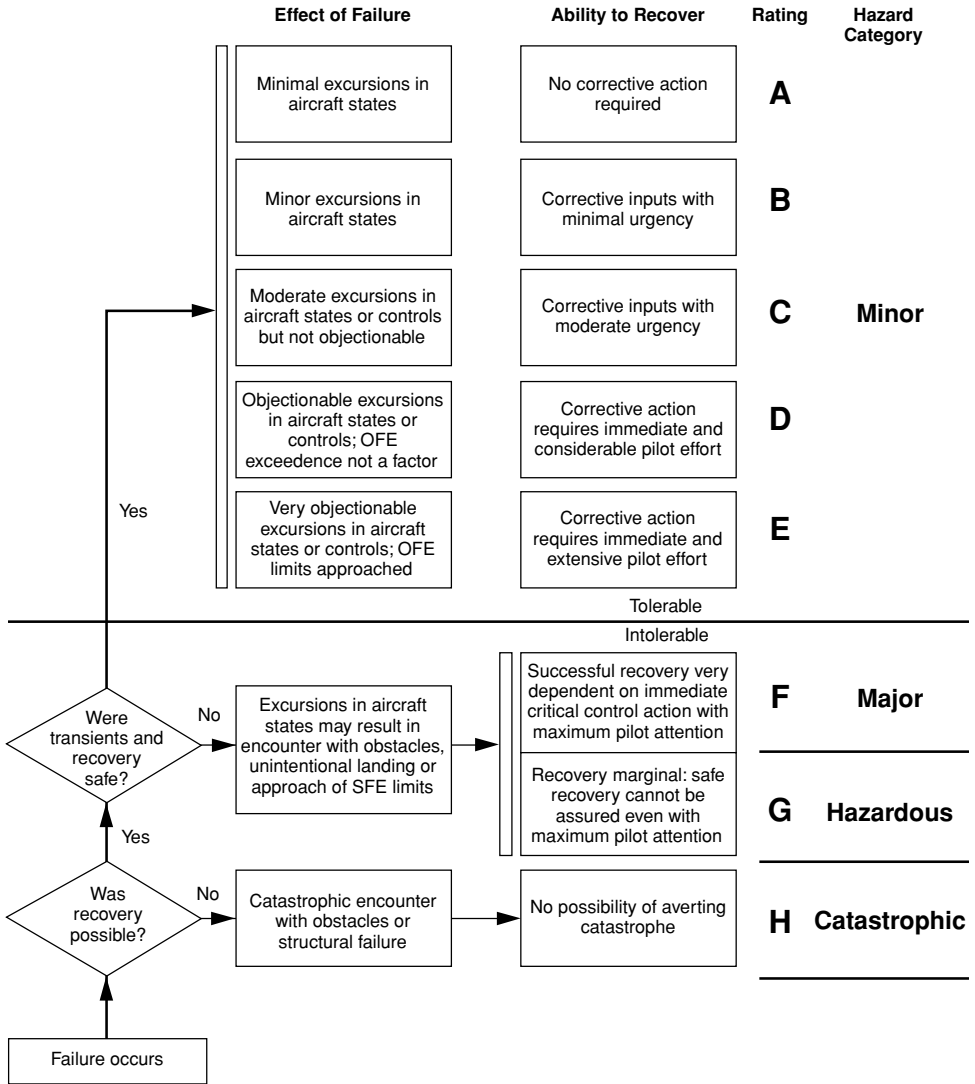 Effect of Failure
Ability to Recover
Rating
Hazard
Category
Minimal excursions in
aircraft states
No corrective action
required
A
Minor excursions in
aircraft states
Corrective inputs with
minimal urgency
B
Moderate excursions in
aircraft states or controls
but not objectionable
Corrective inputs with
moderate urgency
C
Minor
Objectionable excursions
in aircraft states or
controls; OFE
exceedence not a factor
Corrective action
requires immediate and
considerable pilot effort
D
Yes
Very objectionable
excursions in aircraft
states or controls; OFE
limits approached
Corrective action
requires immediate and
extensive pilot effort
E
Tolerable
Intolerable
Were
transients and
recovery
safe?
No
Excursions in aircraft
states may result in
encounter with obstacles,
unintentional landing or
approach of SFE limits
Successful recovery very
dependent on immediate
critical control action with
maximum pilot attention
F
Major
Recovery marginal: safe
recovery cannot be
assured even with
maximum pilot attention
G
Hazardous
Yes
Was
recovery
possible?
No
Catastrophic encounter
with obstacles or
structural failure
No possibility of averting
catastrophe
H
Catastrophic
Failure occurs